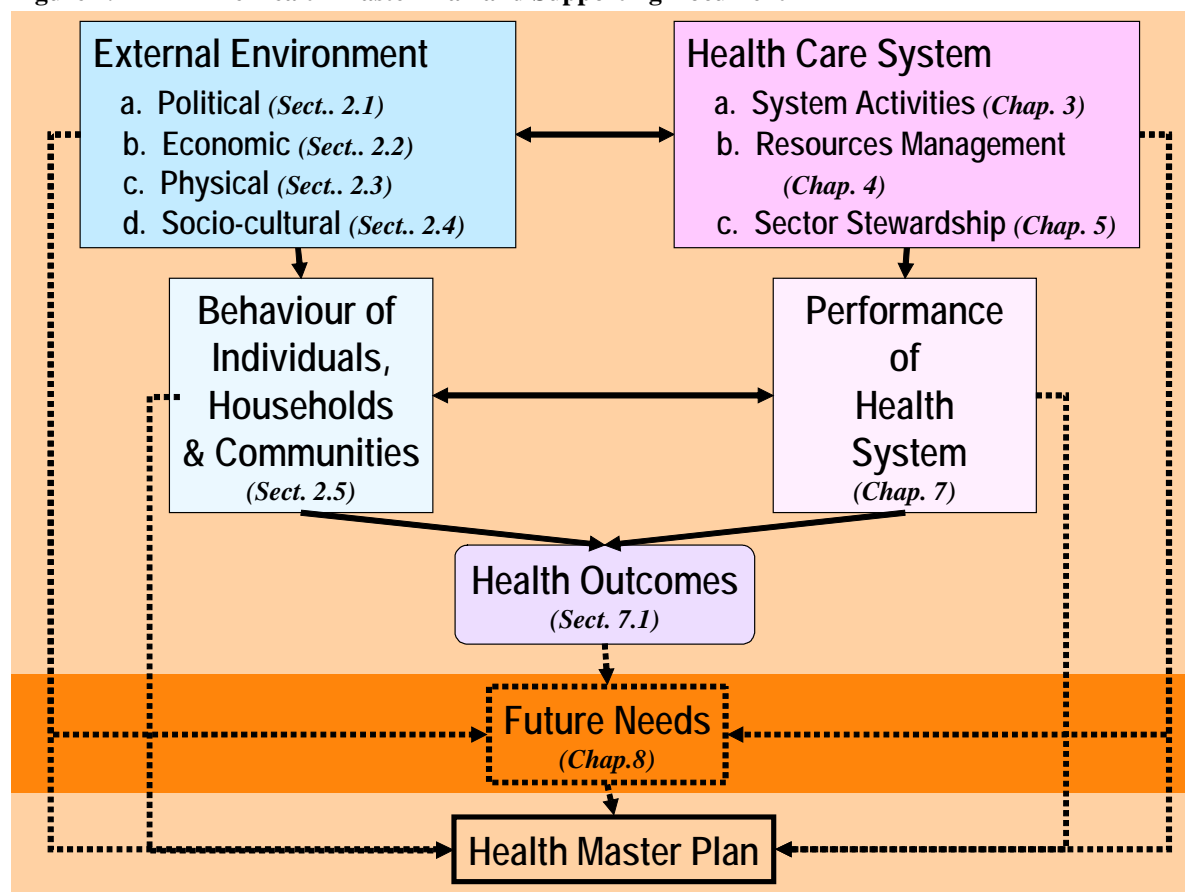 External Environment
a. Political (Sect.. 2.1)
b. Economic (Sect.. 2.2)
c. Physical (Sect.. 2.3)
d. Socio-cultural (Sect.. 2.4)
Health Care System
a. System Activities (Chap. 3)
b. Resources Management
(Chap. 4)
c. Sector Stewardship (Chap. 5)
Behaviour of
Individuals,
Households
& Communities
(Sect. 2.5)
Performance
of
Health
System
(Chap. 7)
Health Outcomes
(Sect. 7.1)
Future Needs
(Chap.8)
Health Master Plan